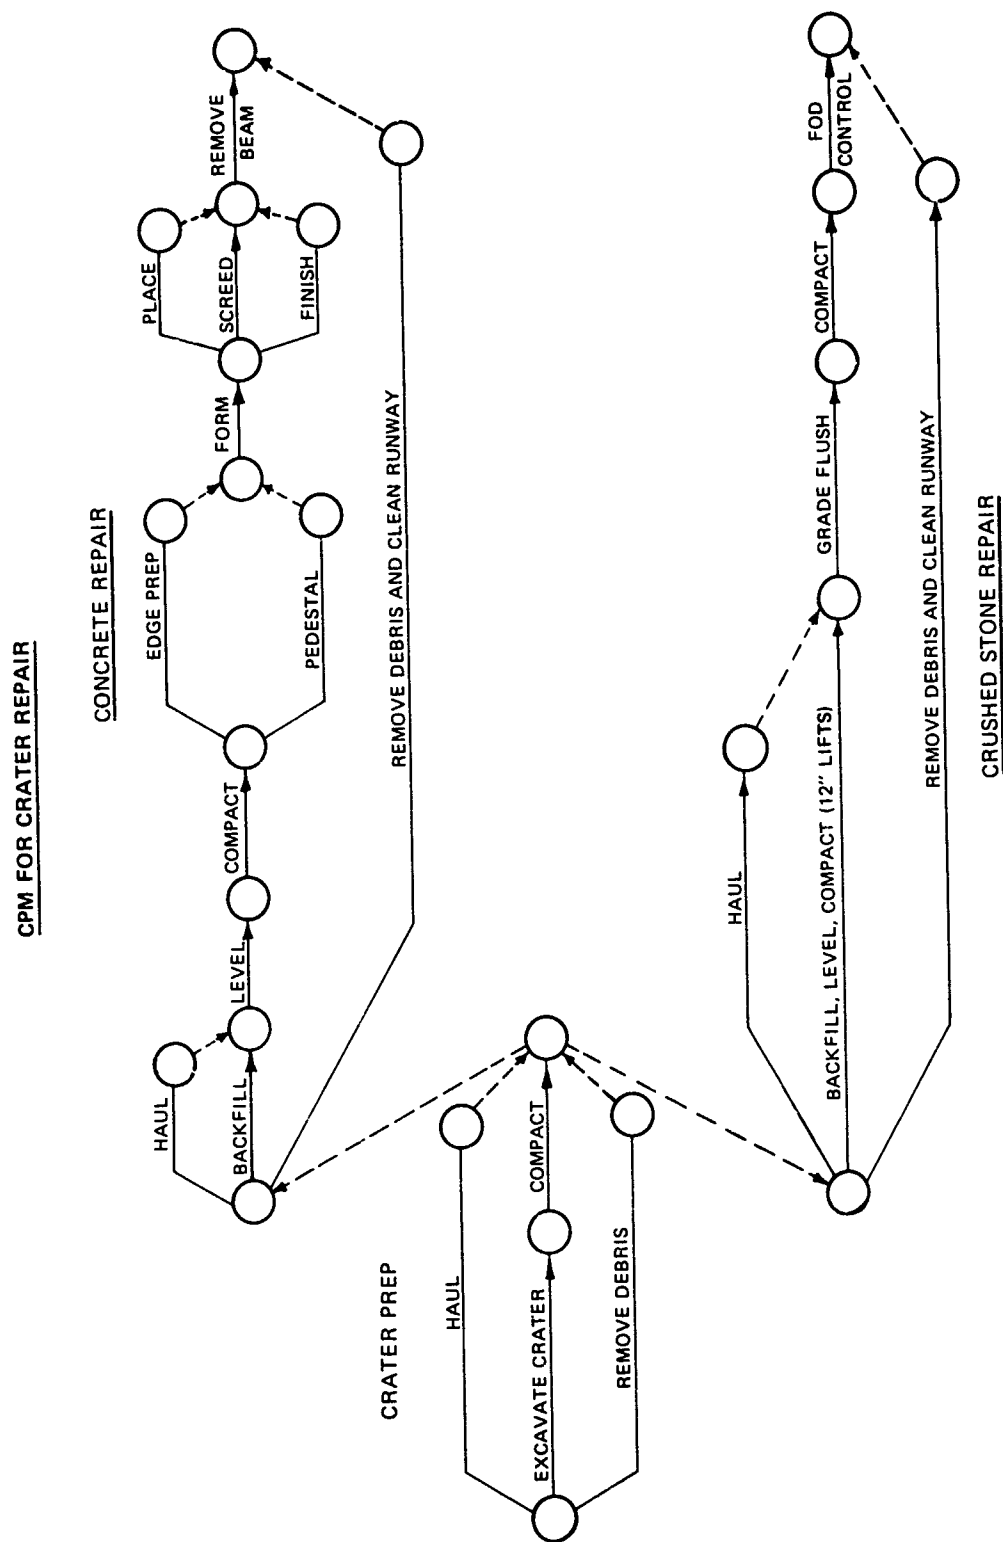 CPM FOR CRATER REPAIR
CONCRETE REPAIR
HAUL
BACKFILL
LEVEL
COMPACT
EDGE PREP
PEDESTAL
FORM
PLACE
SCREED
FINISH
REMOVE
BEAM
REMOVE DEBRIS AND CLEAN RUNWAY
CRATER PREP
HAUL
EXCAVATE CRATER
COMPACT
REMOVE DEBRIS
HAUL
BACKFILL, LEVEL, COMPACT (12" LIFTS)
GRADE FLUSH
COMPACT
FOD
CONTROL
REMOVE DEBRIS AND CLEAN RUNWAY
CRUSHED STONE REPAIR